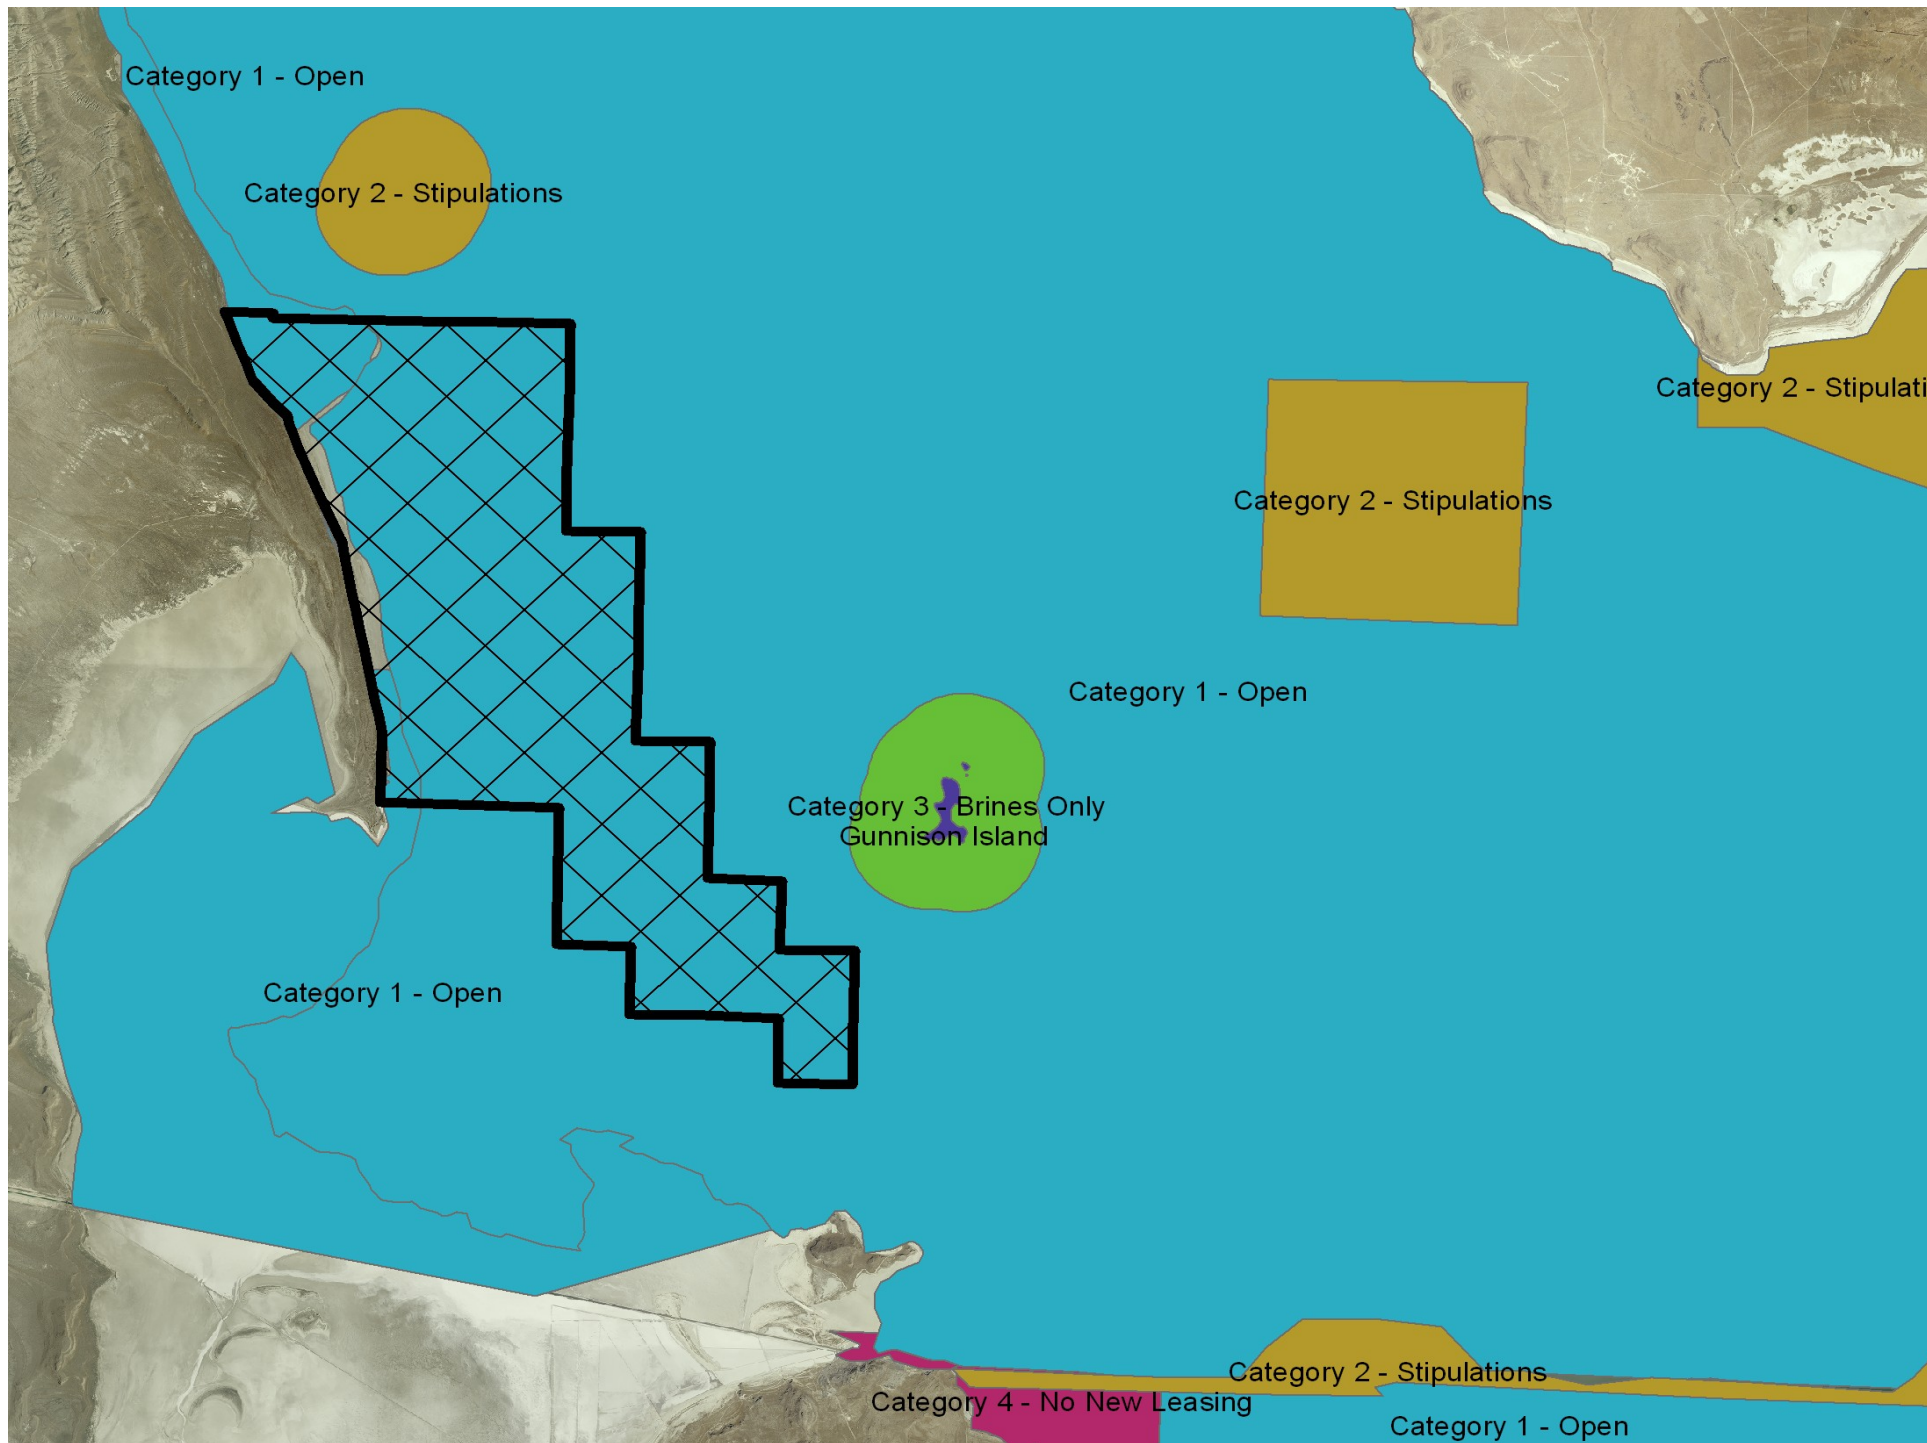 Category 1 - Open
Category 2 - Stipulations
Category 2 - Stipulati
Category 2 - Stipulations
Category 1 - Open
Category 3 - Brines Only
Gunnison Island
Category 1 - Open
Category 2 - Stipulations
Category 4 - No New Leasing
Category 1 - Open